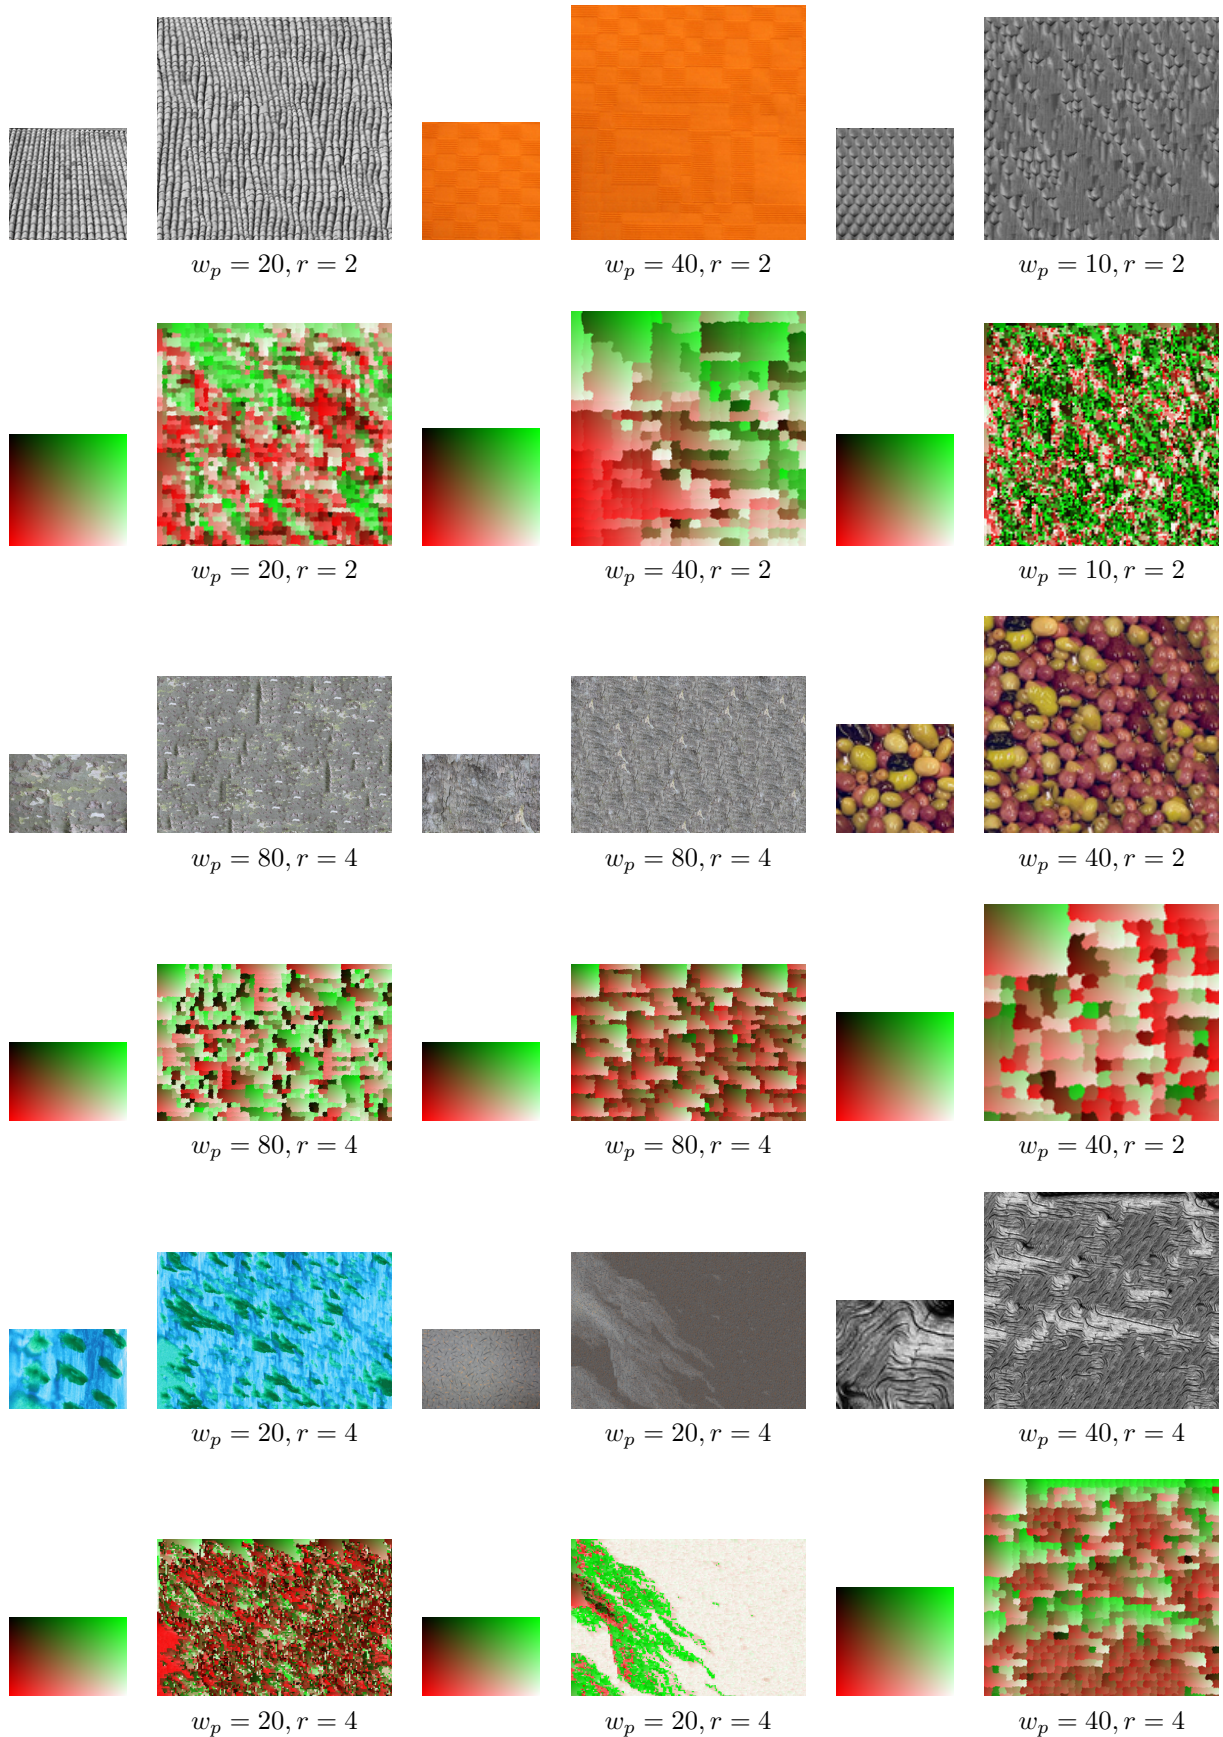 w_p = 20, r = 2 w_p = 40, r = 2 w_p = 10, r = 2
w_p = 20, r = 2 w_p = 40, r = 2 w_p = 10, r = 2
w_p = 80, r = 4 w_p = 80, r = 4 w_p = 40, r = 2
w_p = 80, r = 4 w_p = 80, r = 4 w_p = 40, r = 2
w_p = 20, r = 4 w_p = 20, r = 4 w_p = 40, r = 4
w_p = 20, r = 4 w_p = 20, r = 4 w_p = 40, r = 4